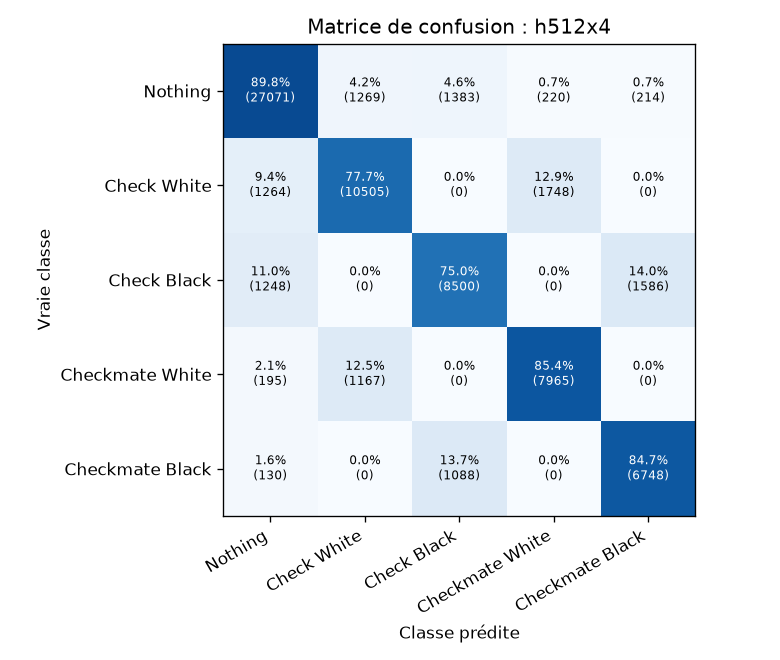 Matrice de confusion : h512x4
Vraie classe
Nothing
89.8% 4.2% 4.6% 0.7% 0.7%
(27071) (1269) (1383) (220) (214)
Check White
9.4% 77.7% 0.0% 12.9% 0.0%
(1264) (10505) (0) (1748) (0)
Check Black
11.0% 0.0% 75.0% 0.0% 14.0%
(1248) (0) (8500) (0) (1586)
Checkmate White
2.1% 12.5% 0.0% 85.4% 0.0%
(195) (1167) (0) (7965) (0)
Checkmate Black
1.6% 0.0% 13.7% 0.0% 84.7%
(130) (0) (1088) (0) (6748)
Nothing
Check White
Check Black
Checkmate White
Checkmate Black
Classe prédite